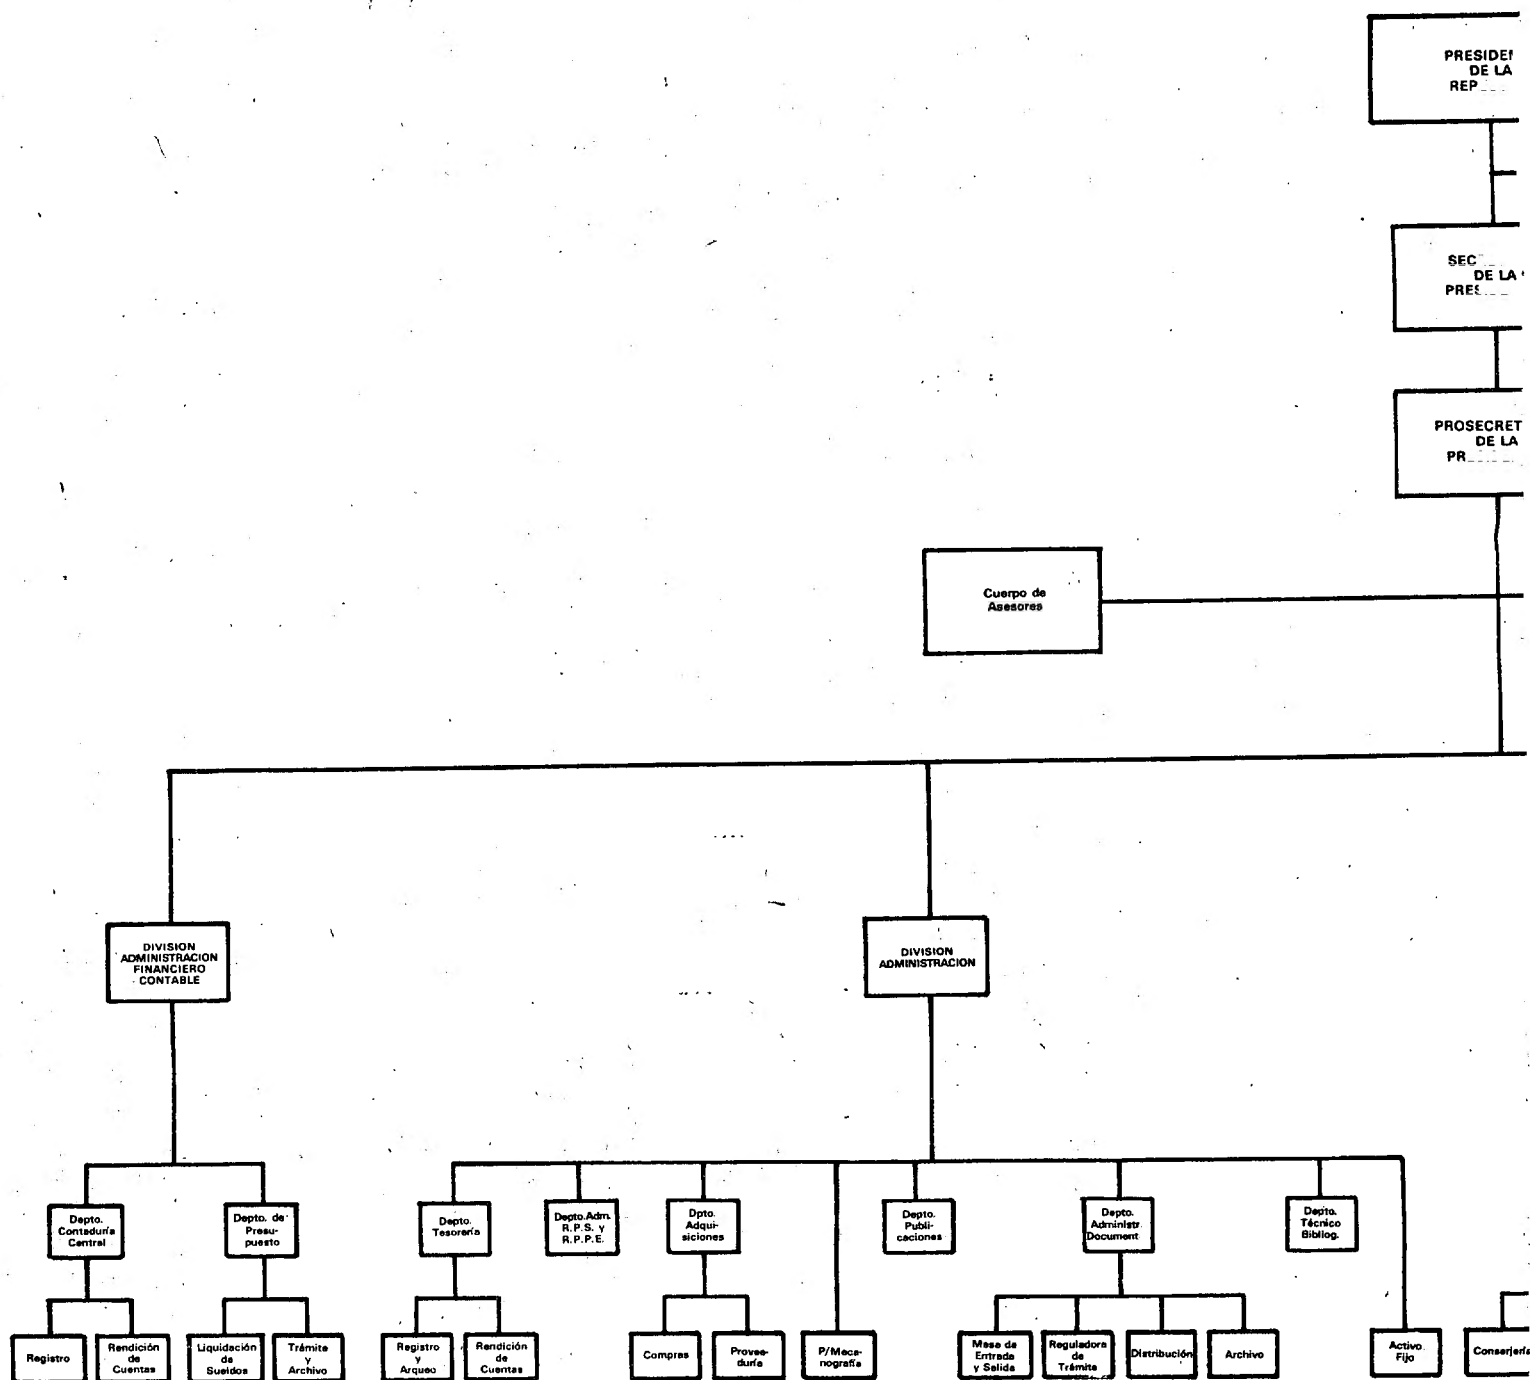 PRESIDE
DE LA
REP
SEC
DE LA
PRES
PROSECRET
DE LA
PR
Cuerpo de
Asesores
DIVISION
ADMINISTRACION
FINANCIERO
CONTABLE
DIVISION
ADMINISTRACION
Depto.
Contaduría
Central
Depto. de
Presu-
puesto
Depto.
Tesorería
Depto.Adm.
R.P.S. y
R.P.P.E.
Dpto.
Adqui-
siciones
Depto.
Publi-
caciones
Depto.
Administr.
Document
Depto.
Técnico
Bibliog.
Registro
Rendición
de
Cuentas
Liquidación
de
Sueldos
Trámite
y
Archivo
Registro
y
Arqueo
Rendición
de
Cuentas
Compras
Provee-
duría
P/Meca-
nografía
Mesa de
Entrada
y Salida
Reguladora
de
Trámite
Distribución
Archivo
Activo
Fijo
Conserjería